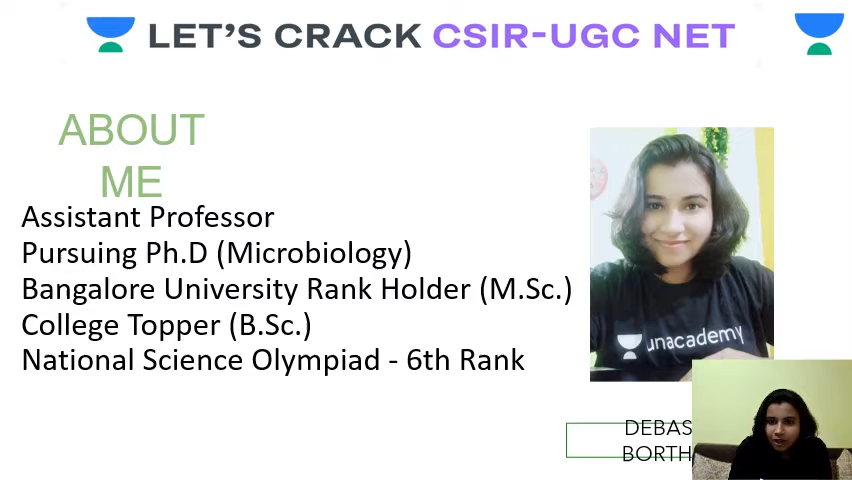 LET'S CRACK CSIR-UGC NET
ABOUT
ME
Assistant Professor
Pursuing Ph.D (Microbiology)
Bangalore University Rank Holder (M.Sc.)
College Topper (B.Sc.)
National Science Olympiad - 6th Rank
unacademy
DEBAS
BORTH